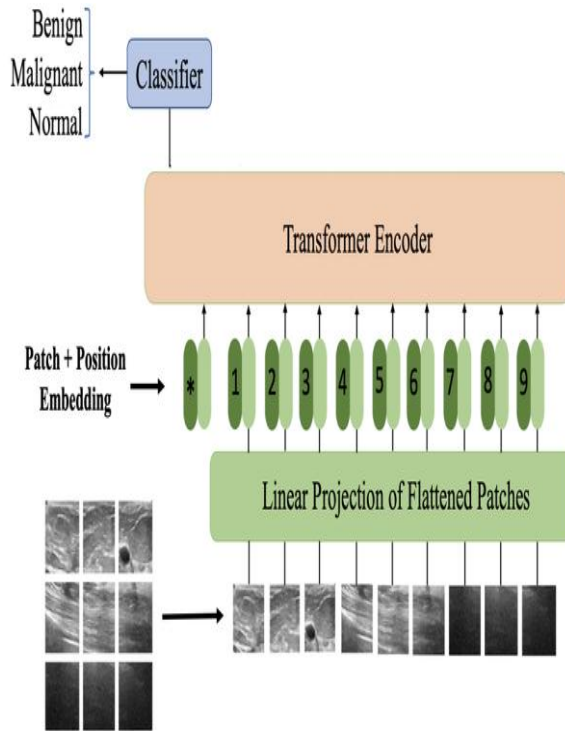 Benign
Malignant
Normal
Classifier
Transformer Encoder
Patch + Position
Embedding
* 1 2 3 4 5 6 7 8 9
Linear Projection of Flattened Patches